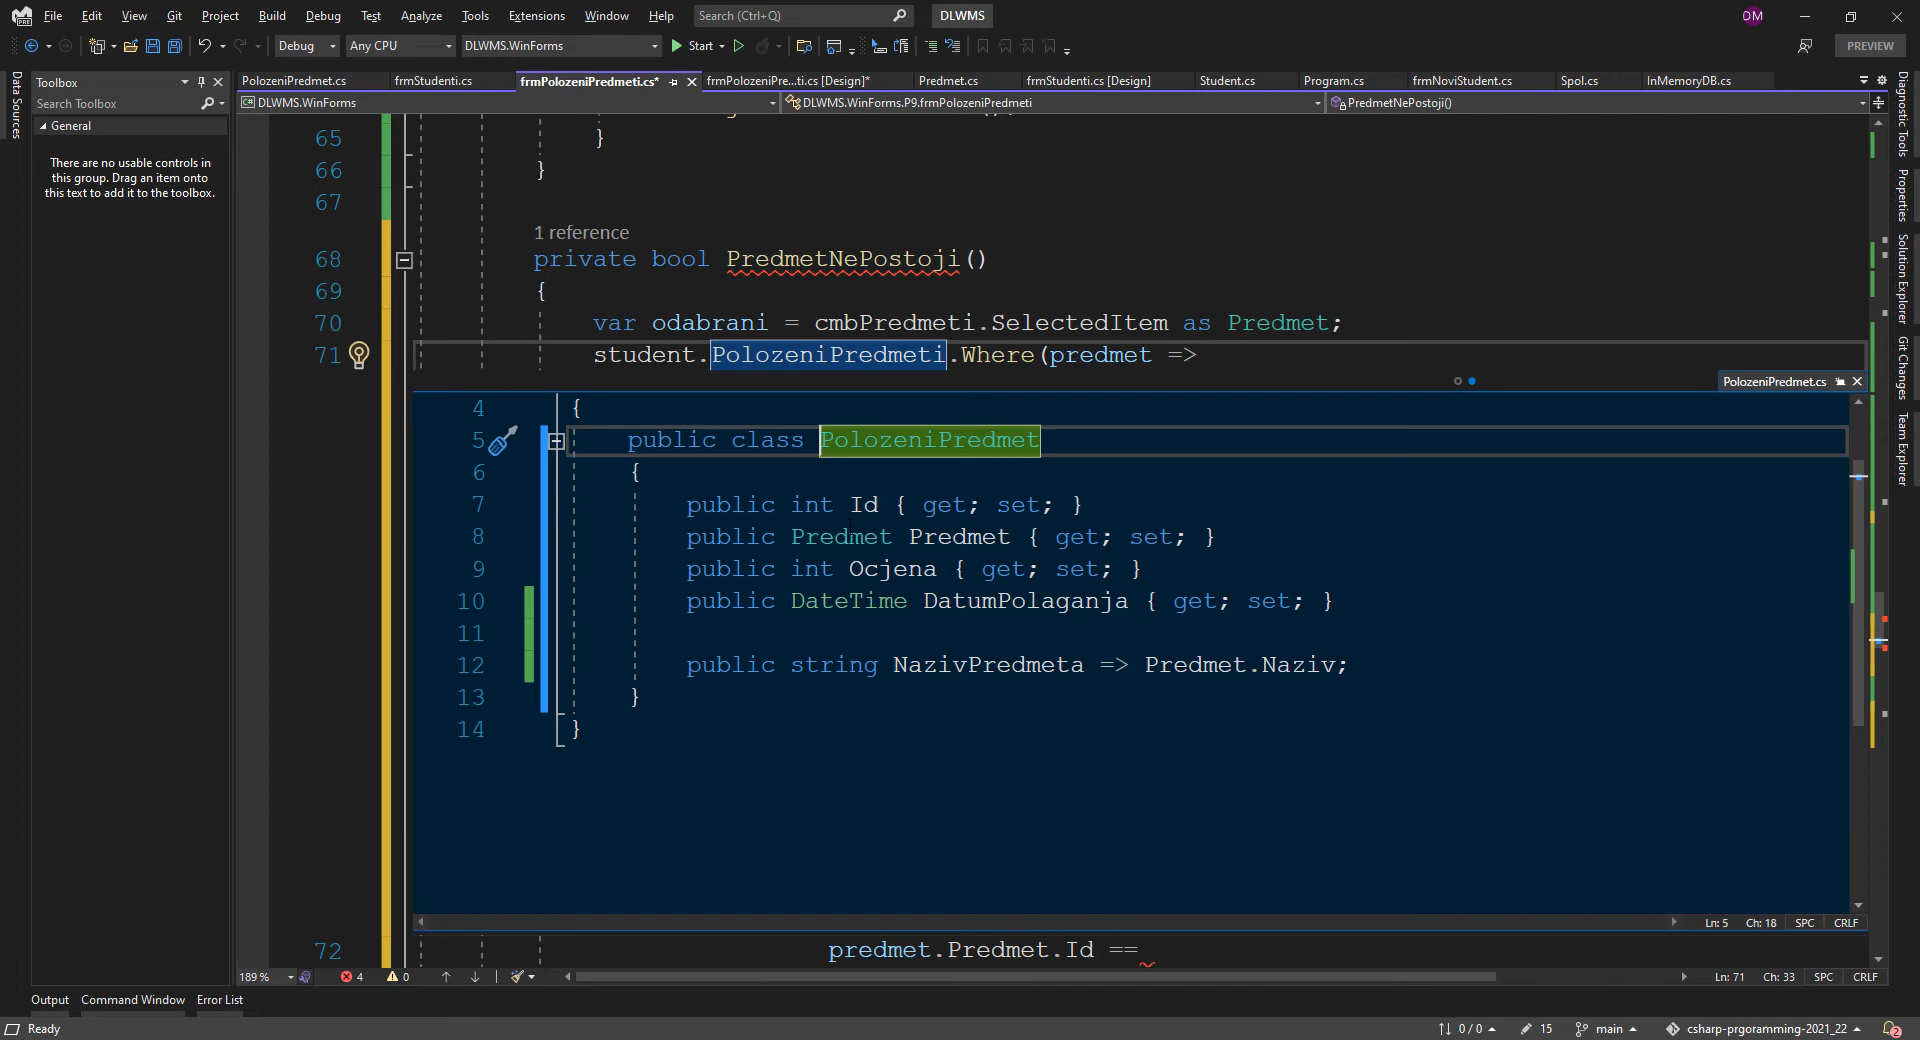 File Edit View Git Project Build Debug Test Analyze Tools Extensions Window Help Search (Ctrl+Q) DLWMS DM
Debug Any CPU DLWMS.WinForms Start PREVIEW
Data Sources
Toolbox
Search Toolbox
General
There are no usable controls in
this group. Drag an item onto
this text to add it to the toolbox.
PolozeniPredmet.cs frmStudenti.cs frmPolozeniPredmeti.cs* frmPolozeniPre...ti.cs [Design]* Predmet.cs frmStudenti.cs [Design] Student.cs Program.cs frmNoviStudent.cs Spol.cs InMemoryDB.cs
DLWMS.WinForms DLWMS.WinForms.P9.frmPolozeniPredmeti PredmetNePostoji()
65 }
66 }
67
1 reference
68 private bool PredmetNePostoji()
69 {
70 var odabrani = cmbPredmeti.SelectedItem as Predmet;
71 student.PolozeniPredmeti.Where(predmet =>
PolozeniPredmet.cs
4 {
5 public class PolozeniPredmet
6 {
7 public int Id { get; set; }
8 public Predmet Predmet { get; set; }
9 public int Ocjena { get; set; }
10 public DateTime DatumPolaganja { get; set; }
11
12 public string NazivPredmeta => Predmet.Naziv;
13 }
14 }
Ln: 5 Ch: 18 SPC CRLF
72 predmet.Predmet.Id ==
189 % 4 0 Ln: 71 Ch: 33 SPC CRLF
Output Command Window Error List
Ready 0 / 0 15 main csharp-prgoramming-2021_22 2
Diagnostic Tools
Properties
Solution Explorer
Git Changes
Team Explorer